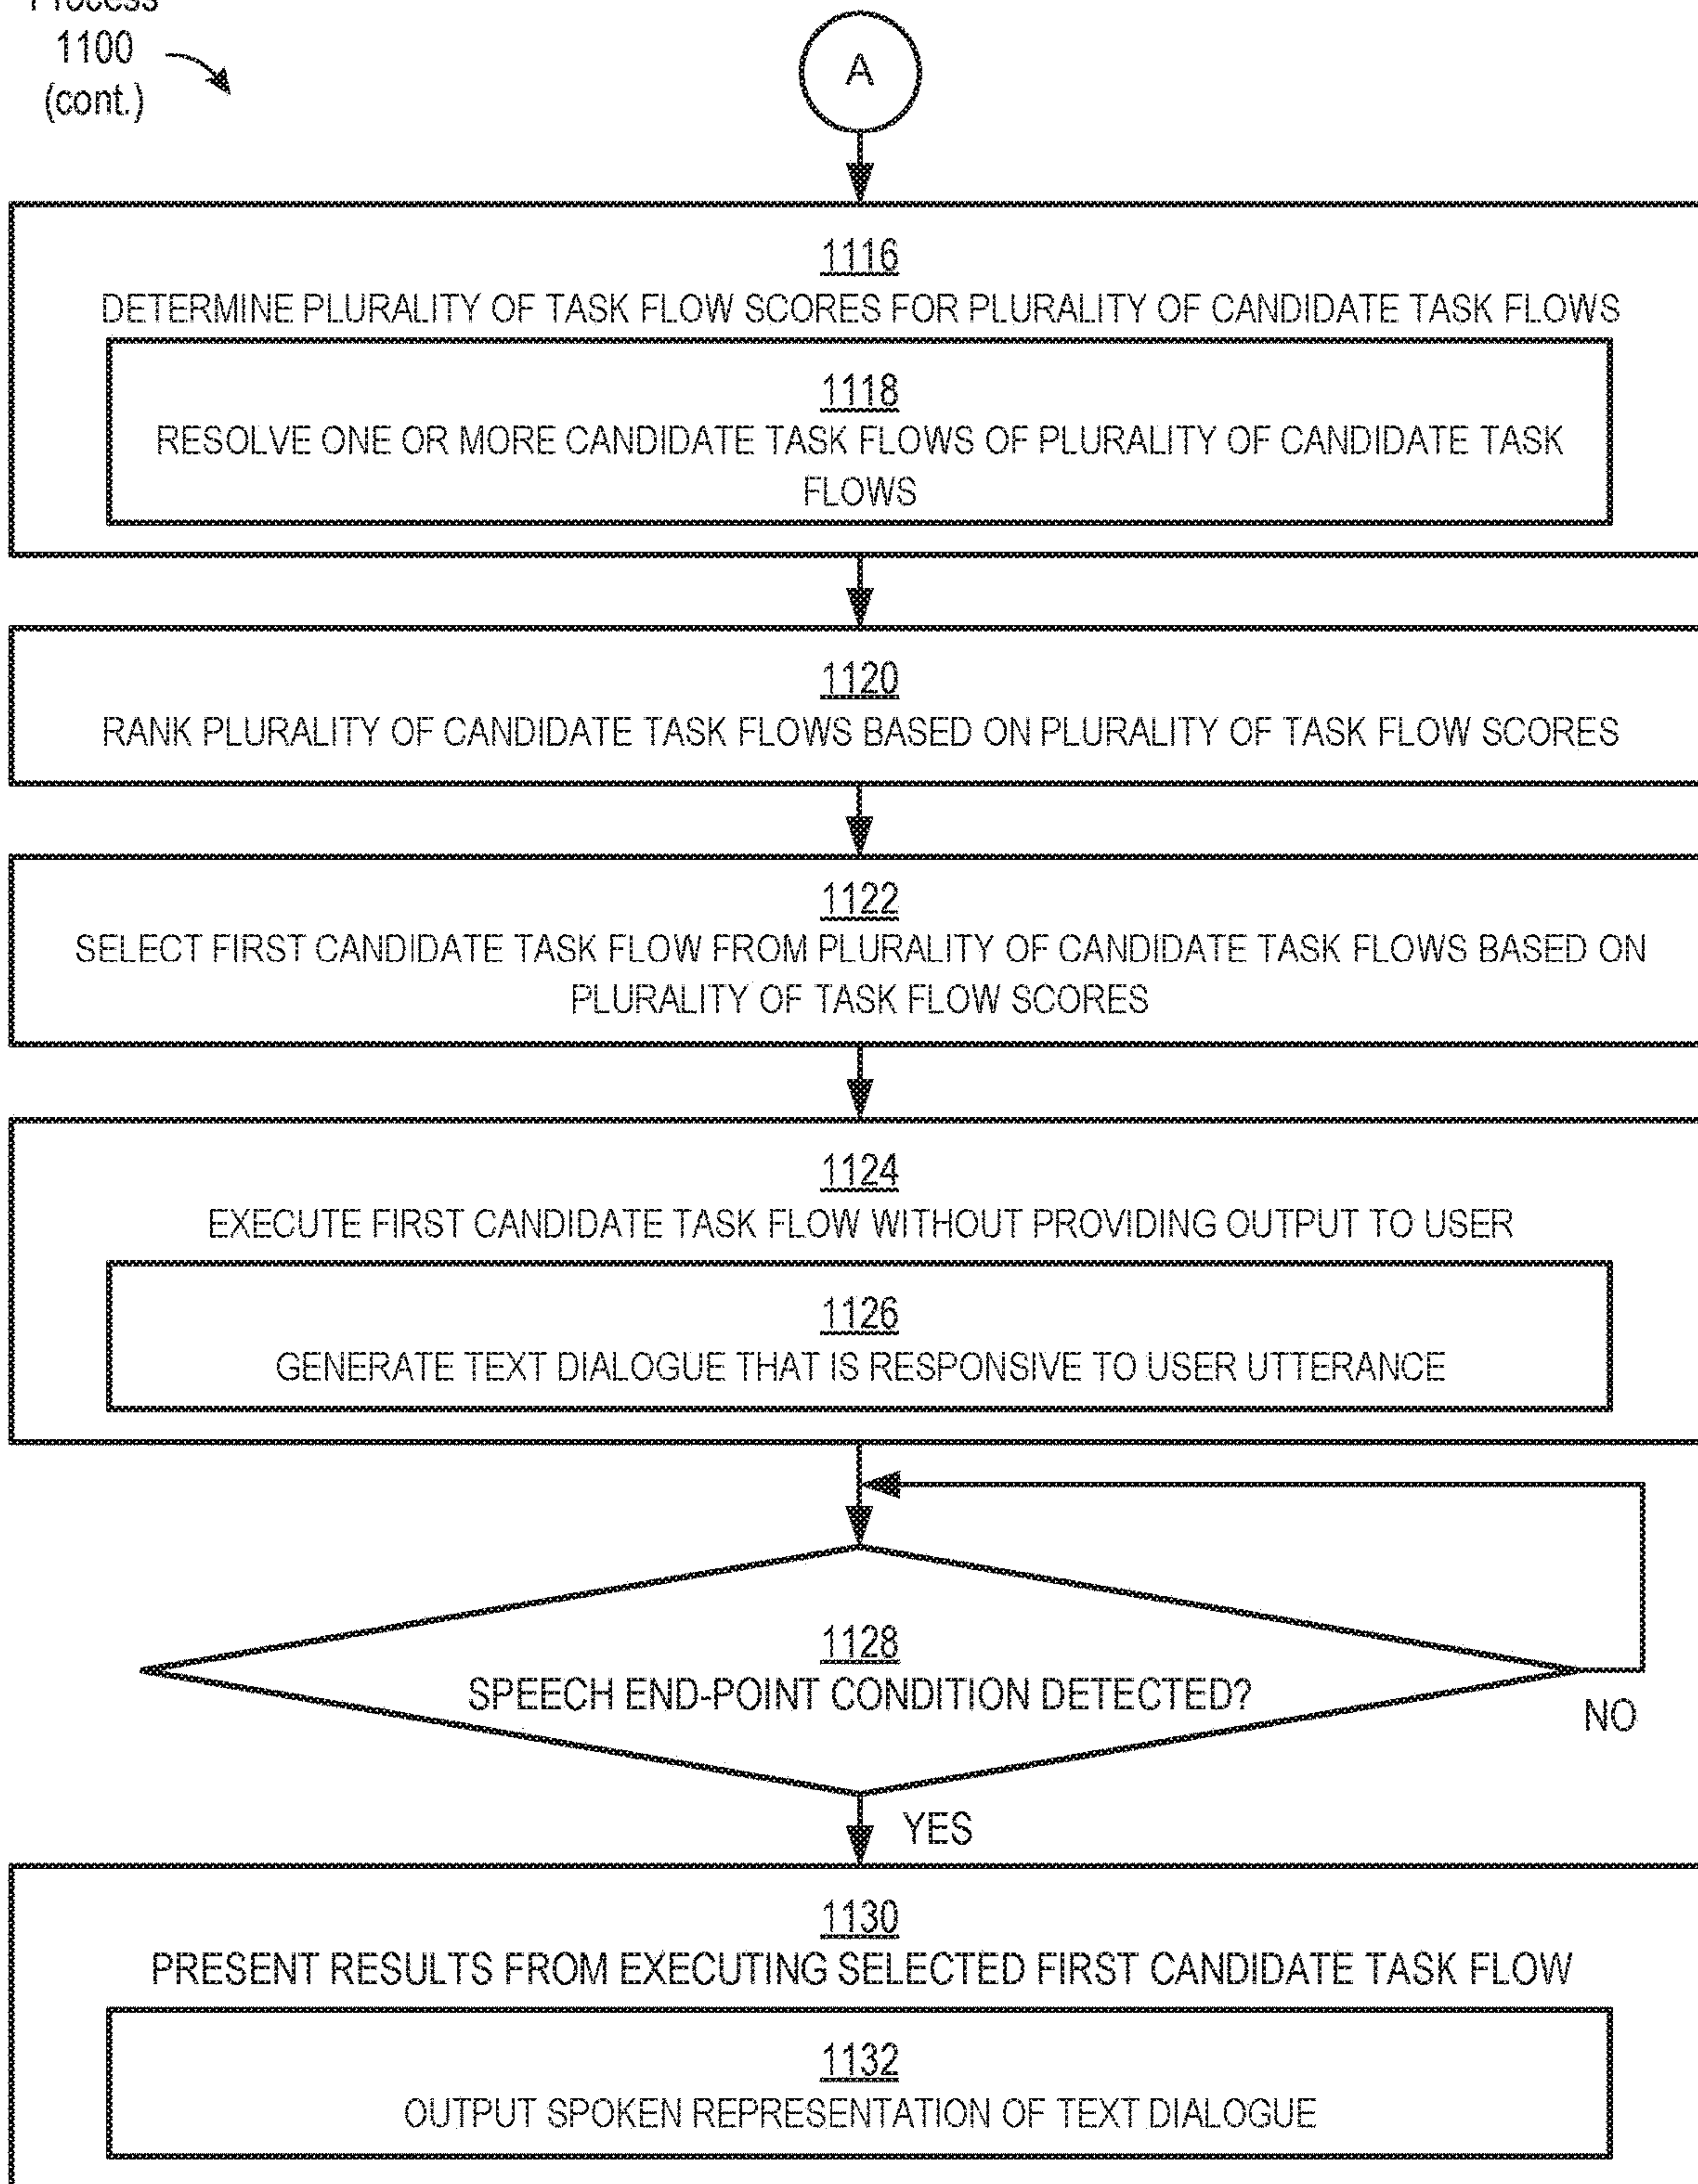 Process
1100
(cont.)
A
1116
DETERMINE PLURALITY OF TASK FLOW SCORES FOR PLURALITY OF CANDIDATE TASK FLOWS
1118
RESOLVE ONE OR MORE CANDIDATE TASK FLOWS OF PLURALITY OF CANDIDATE TASK
FLOWS
1120
RANK PLURALITY OF CANDIDATE TASK FLOWS BASED ON PLURALITY OF TASK FLOW SCORES
1122
SELECT FIRST CANDIDATE TASK FLOW FROM PLURALITY OF CANDIDATE TASK FLOWS BASED ON
PLURALITY OF TASK FLOW SCORES
1124
EXECUTE FIRST CANDIDATE TASK FLOW WITHOUT PROVIDING OUTPUT TO USER
1126
GENERATE TEXT DIALOGUE THAT IS RESPONSIVE TO USER UTTERANCE
1128
SPEECH END-POINT CONDITION DETECTED?
NO
YES
1130
PRESENT RESULTS FROM EXECUTING SELECTED FIRST CANDIDATE TASK FLOW
1132
OUTPUT SPOKEN REPRESENTATION OF TEXT DIALOGUE